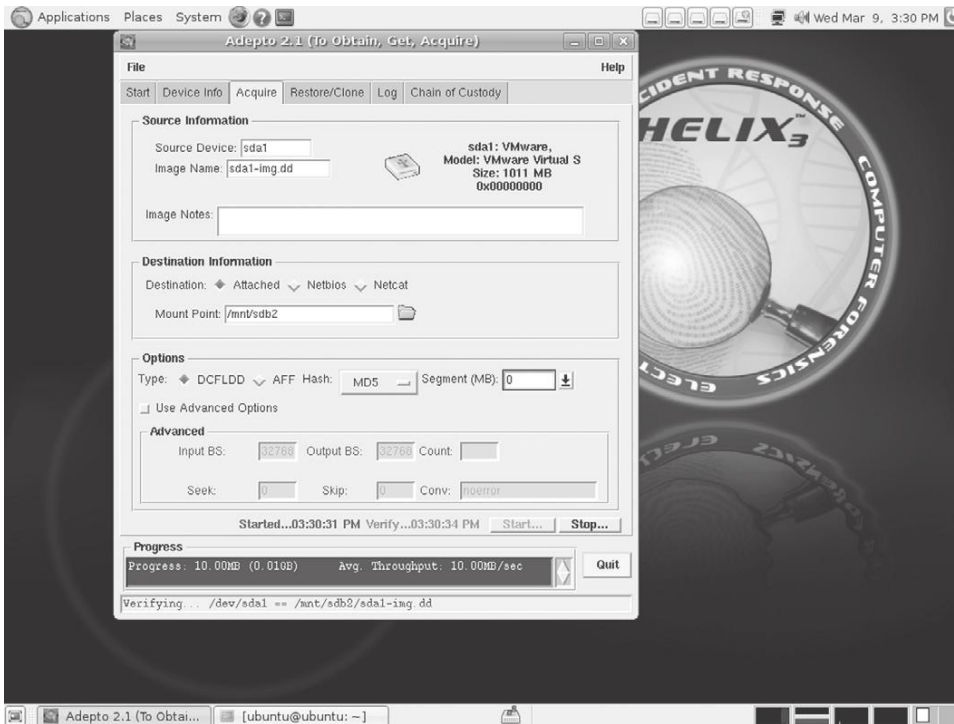 Applications Places System
Wed Mar 9, 3:30 PM
Adepto 2.1 (To Obtain, Get, Acquire)
File Help
Start Device Info Acquire Restore/Clone Log Chain of Custody
Source Information
Source Device: sda1
Image Name: sda1-img.dd
sda1: VMware,
Model: VMware Virtual S
Size: 1011 MB
0x00000000
Image Notes:
Destination Information
Destination: Attached Netbios Netcat
Mount Point: /mnt/sdb2
Options
Type: DCFLDD AFF Hash: MD5 Segment (MB): 0
Use Advanced Options
Advanced
Input BS: 32768 Output BS: 32768 Count:
Seek: 0 Skip: 0 Conv: noerror
Started...03:30:31 PM Verify...03:30:34 PM Start... Stop...
Progress
Progress: 10.00MB (0.01GB) Avg. Throughput: 10.00MB/sec
Quit
Verifying... /dev/sda1 == /mnt/sdb2/sda1-img.dd
CIDENT RESPONSE
COMPUTER FORENSICS
ELECT
HELIX3
TM
Adepto 2.1 (To Obtai... [ubuntu@ubuntu: ~]